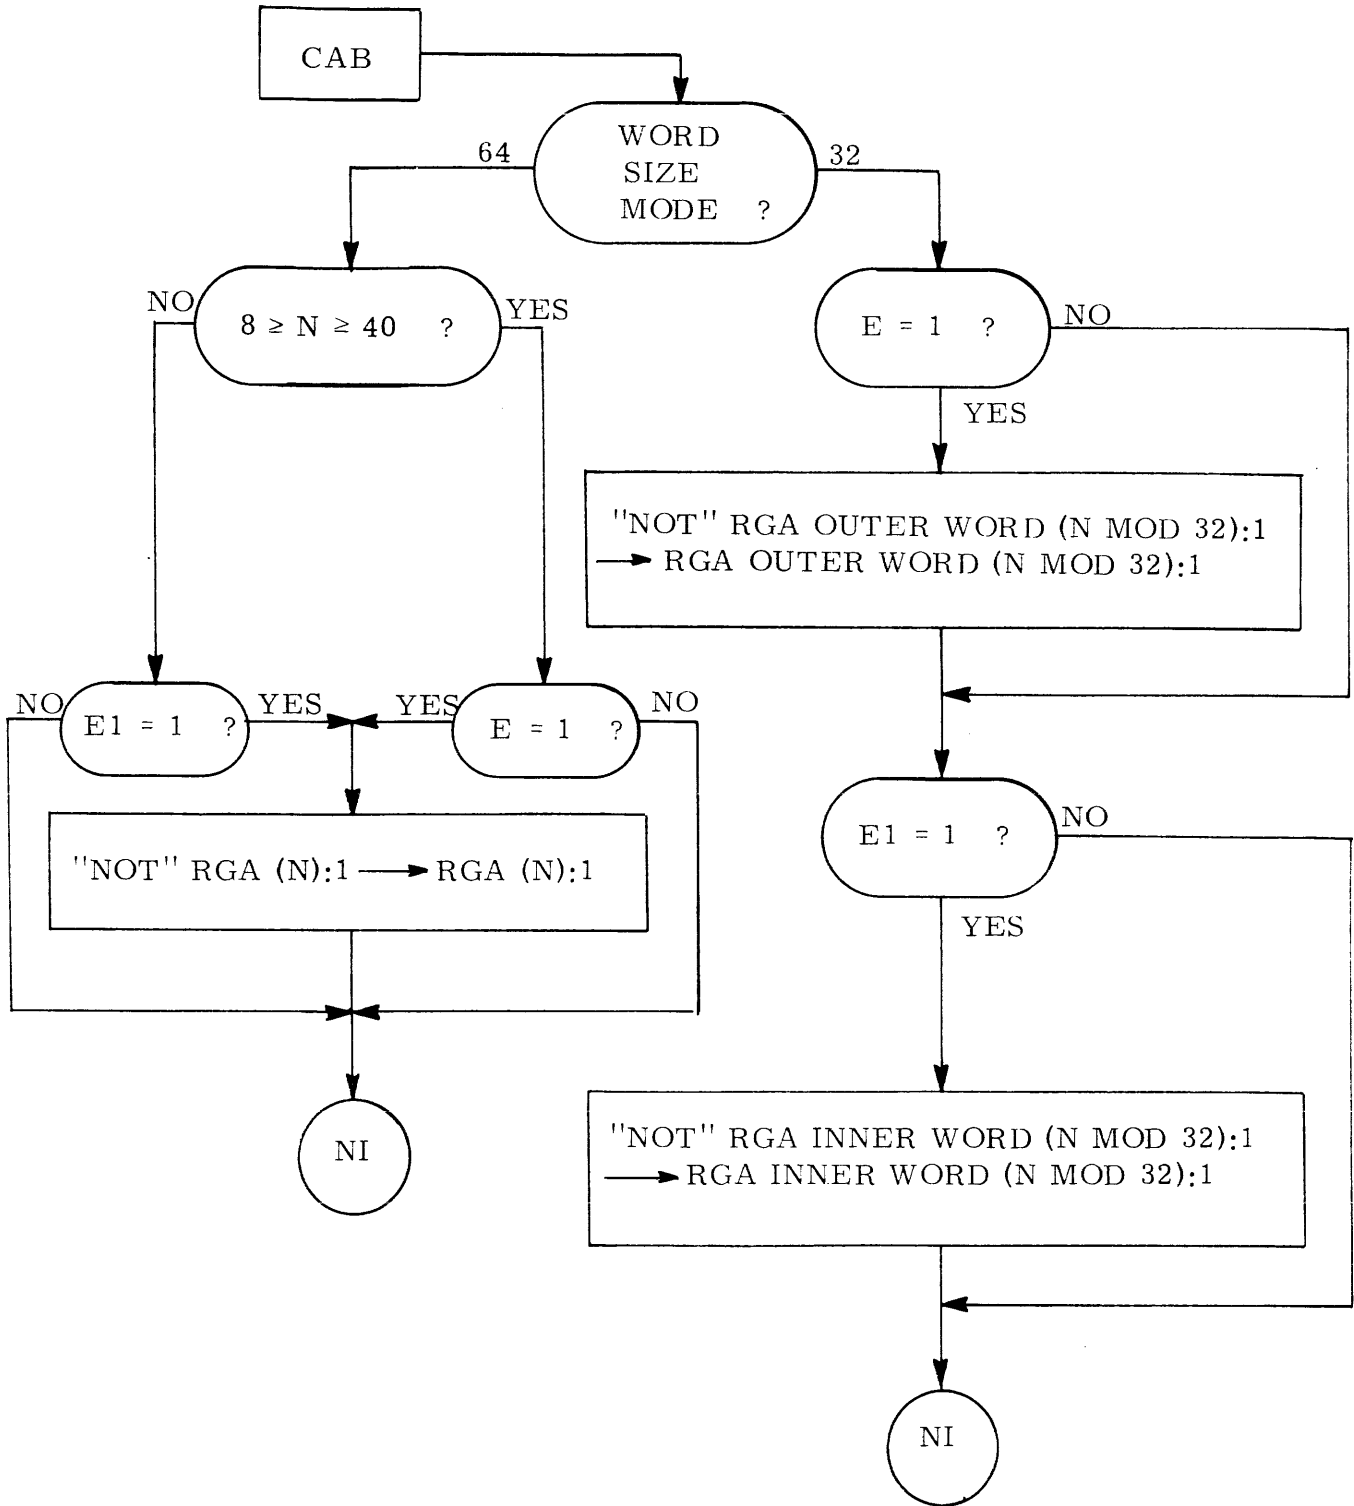 CAB
WORD
SIZE
MODE ?
64
32
8 ≥ N ≥ 40 ?
NO
YES
E = 1 ?
NO
YES
"NOT" RGA OUTER WORD (N MOD 32):1
→ RGA OUTER WORD (N MOD 32):1
NO
E1 = 1 ?
YES
YES
E = 1 ?
NO
"NOT" RGA (N):1 → RGA (N):1
NI
E1 = 1 ?
NO
YES
"NOT" RGA INNER WORD (N MOD 32):1
→ RGA INNER WORD (N MOD 32):1
NI